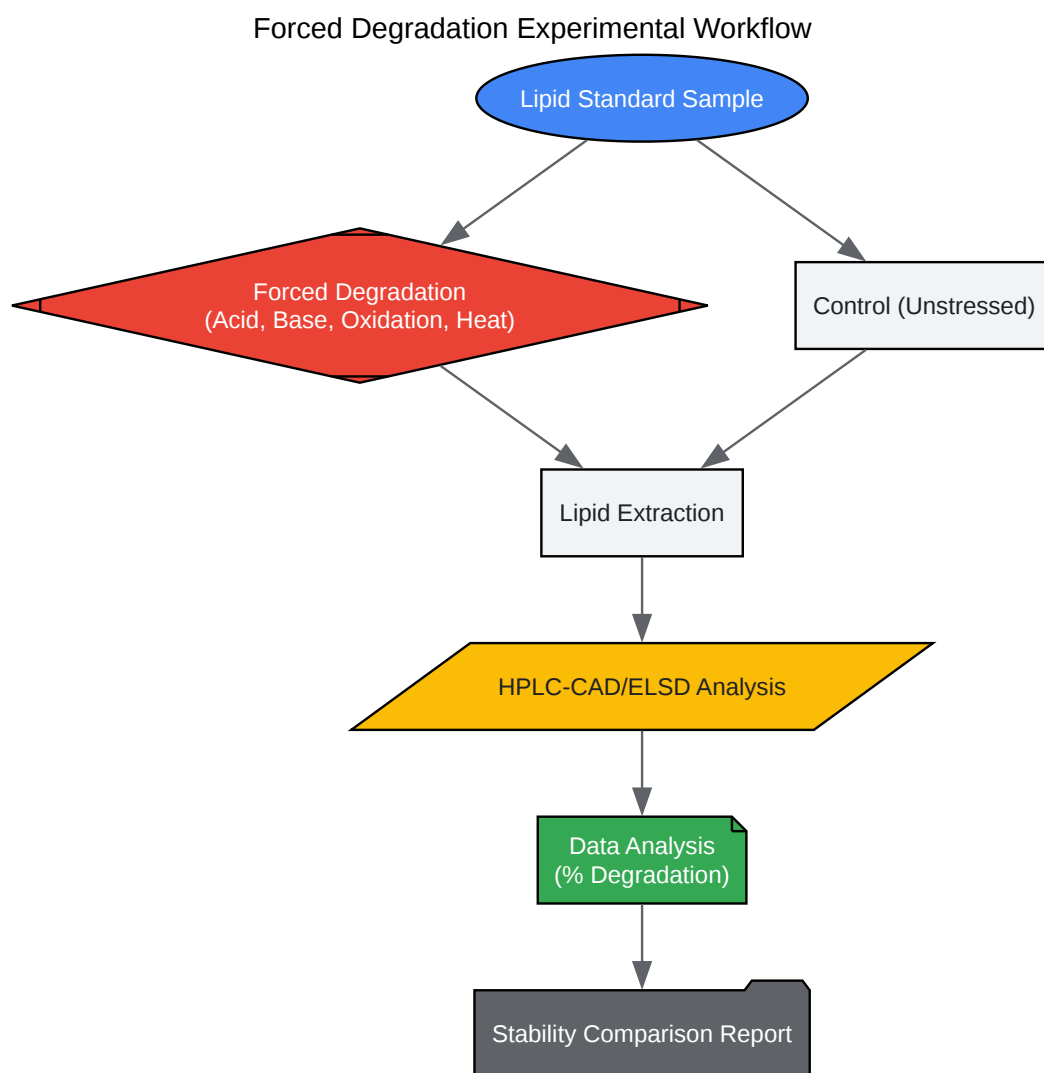 Forced Degradation Experimental Workflow
Lipid Standard Sample
Forced Degradation
(Acid, Base, Oxidation, Heat)
Control (Unstressed)
Lipid Extraction
HPLC-CAD/ELSD Analysis
Data Analysis
(% Degradation)
Stability Comparison Report